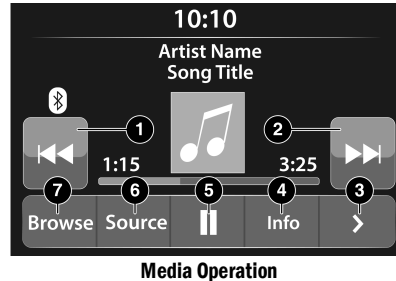 10:10
Artist Name
Song Title
1 2
1:15 3:25
7 6 5 4 3
Browse Source Info >
Media Operation